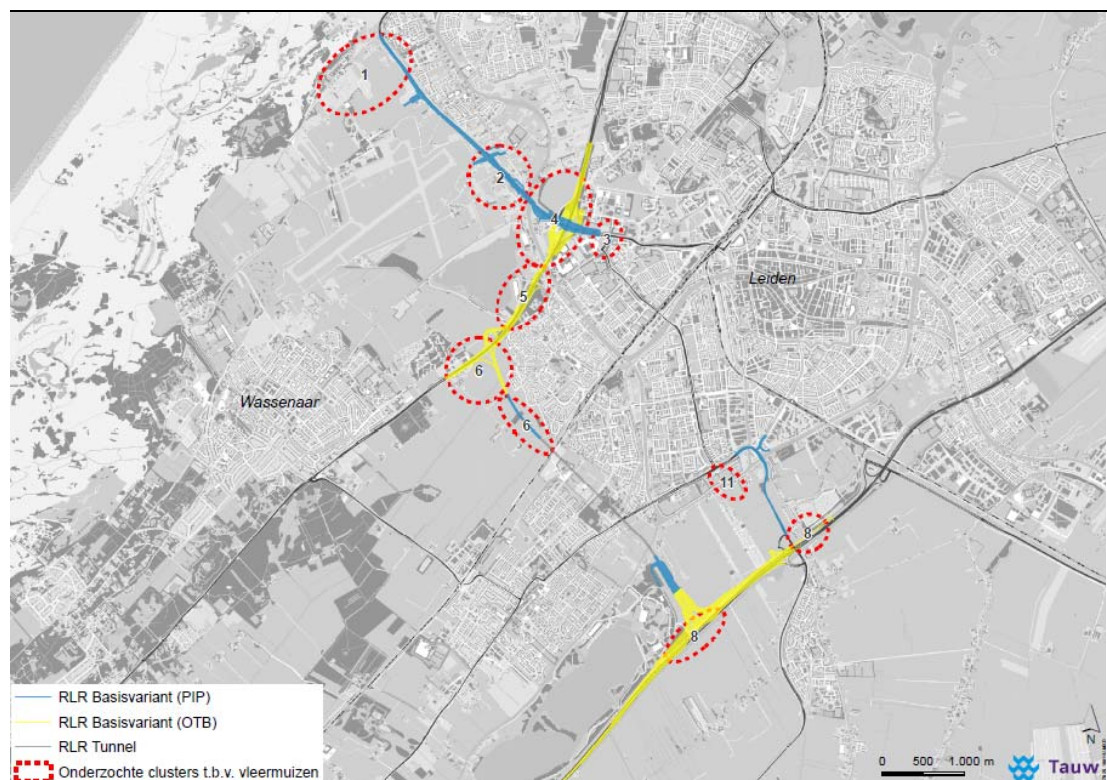 1
2
4
3
5
Leiden
6
Wassenaar
6
11
8
8
RLR Basisvariant (PIP)
RLR Basisvariant (OTB)
RLR Tunnel
Onderzochte clusters t.b.v. vleermuizen
N
0 500 1.000 m
Tauw